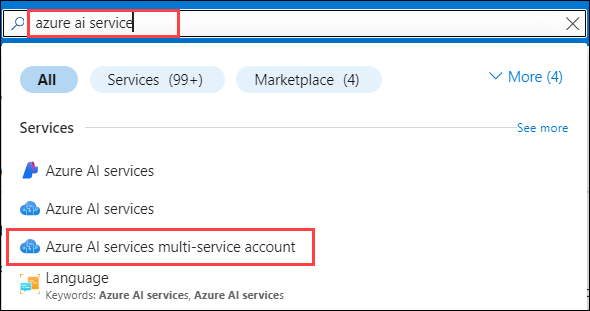 azure ai service
All
Services (99+)
Marketplace (4)
More (4)
Services
See more
Azure AI services
Azure AI services
Azure AI services multi-service account
Language
Keywords: Azure AI services, Azure AI services